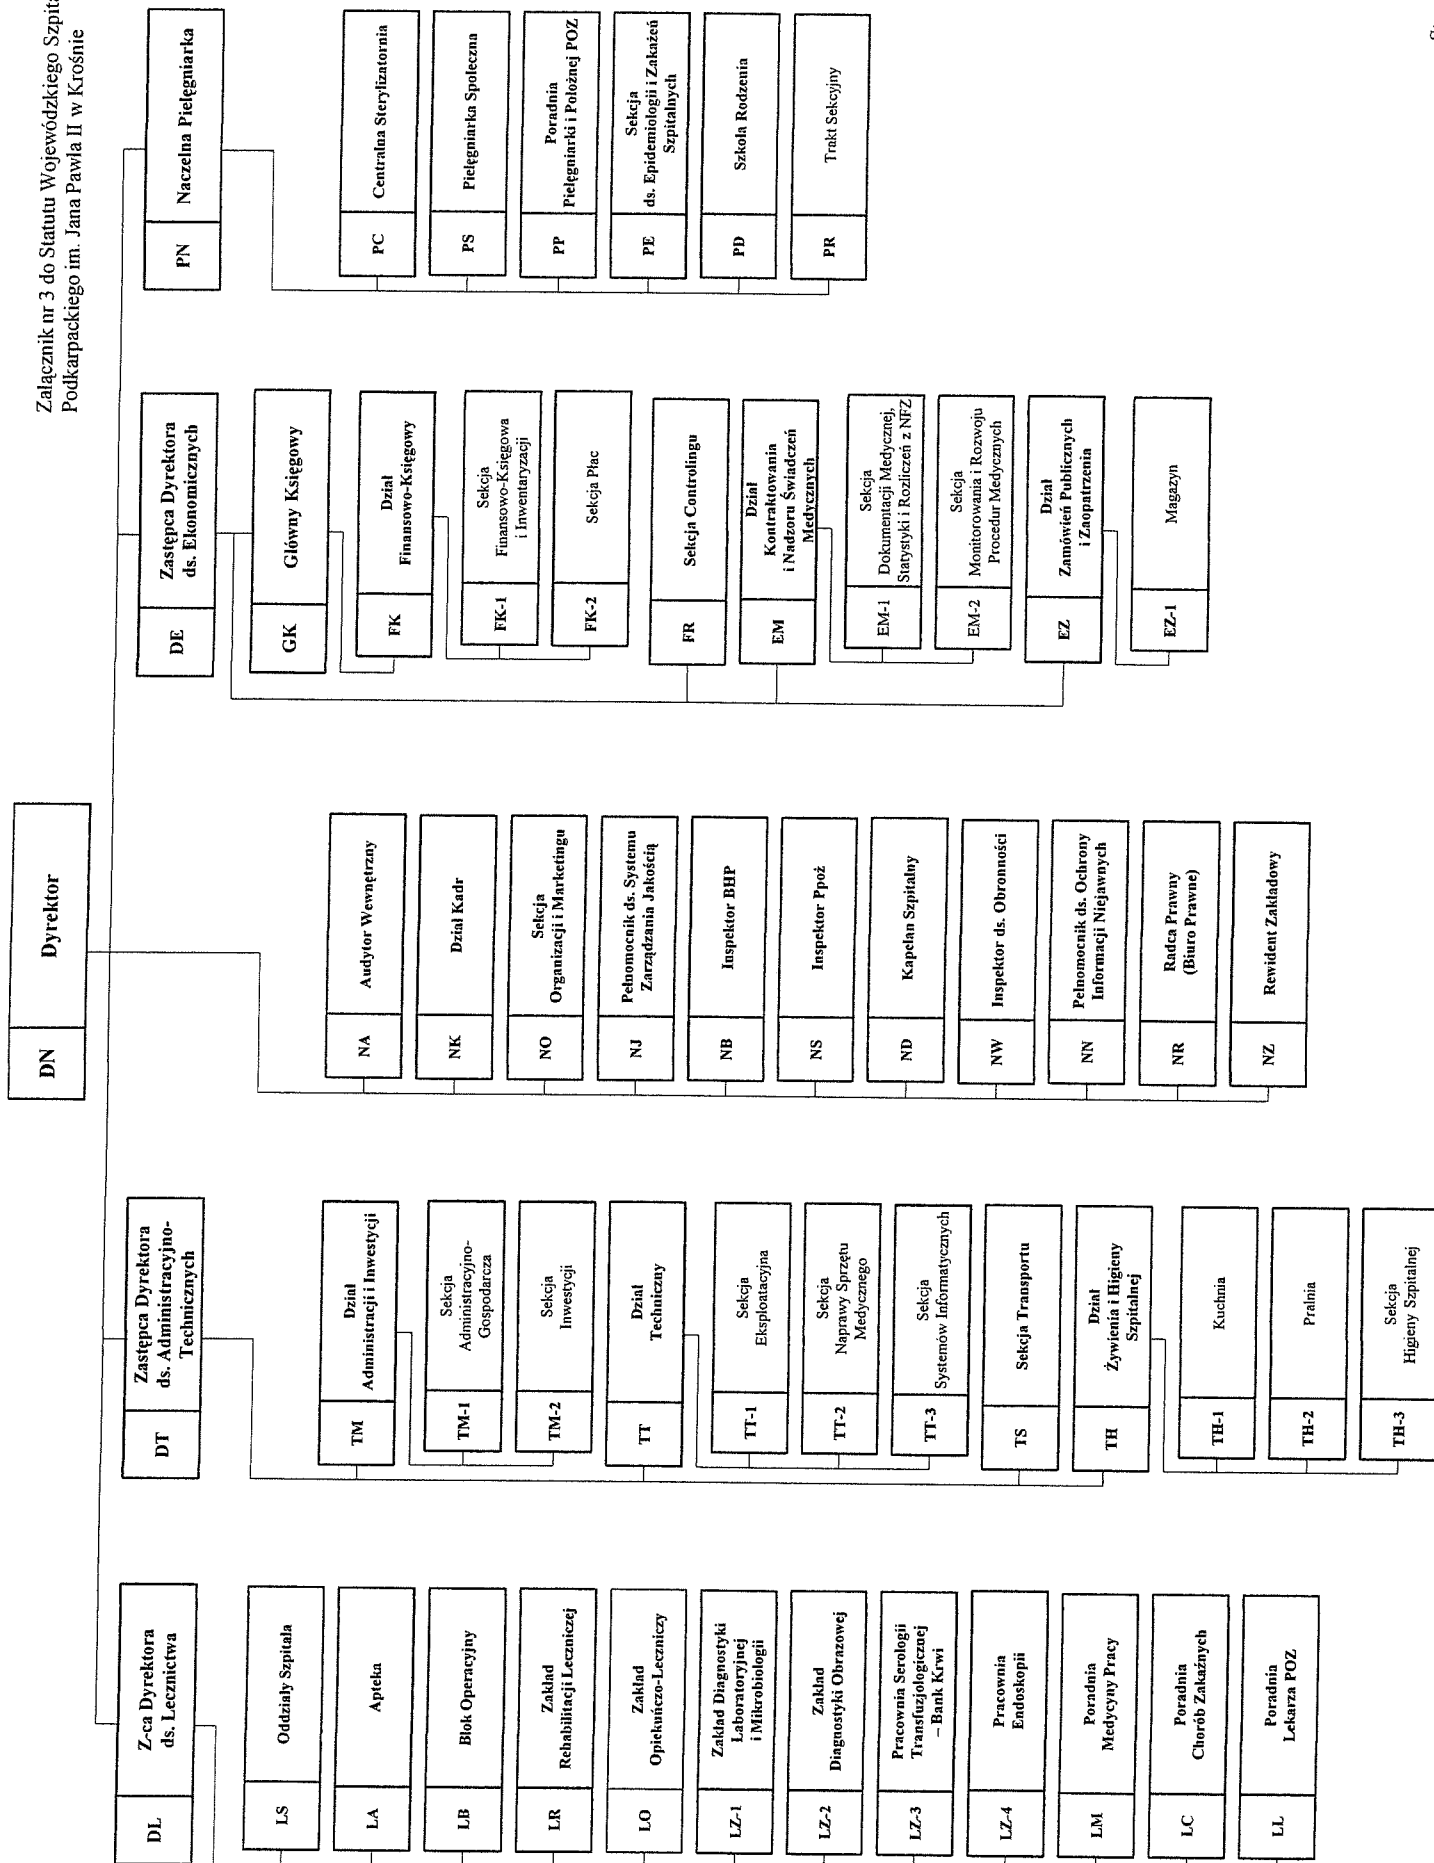 Załącznik nr 3 do Statutu Wojewódzkiego Szpita
Podkarpackiego im. Jana Pawła II w Krośnie
DN
Dyrektor
DL
Z-ca Dyrektora
ds. Lecznictwa
LS
Oddziały Szpitala
LA
Apteka
LB
Blok Operacyjny
LR
Zakład
Rehabilitacji Leczniczej
LO
Zakład
Opiekuńczo-Leczniczy
LZ-1
Zakład Diagnostyki
Laboratoryjnej
i Mikrobiologii
LZ-2
Zakład
Diagnostyki Obrazowej
LZ-3
Pracownia Serologii
Transfuzjologicznej
– Bank Krwi
LZ-4
Pracownia
Endoskopii
LM
Poradnia
Medycyny Pracy
LC
Poradnia
Chorób Zakaźnych
LL
Poradnia
Lekarza POZ
DT
Zastępca Dyrektora
ds. Administracyjno-
Technicznych
TM
Dział
Administracji i Inwestycji
TM-1
Sekcja
Administracyjno-
Gospodarcza
TM-2
Sekcja
Inwestycji
TT
Dział
Techniczny
TT-1
Sekcja
Eksploatacyjna
TT-2
Sekcja
Naprawy Sprzętu
Medycznego
TT-3
Sekcja
Systemów Informatycznych
TS
Sekcja Transportu
TH
Dział
Żywienia i Higieny
Szpitalnej
TH-1
Kuchnia
TH-2
Pralnia
TH-3
Sekcja
Higieny Szpitalnej
NA
Audytor Wewnętrzny
NK
Dział Kadr
NO
Sekcja
Organizacji i Marketingu
NJ
Pełnomocnik ds. Systemu
Zarządzania Jakością
NB
Inspektor BHP
NS
Inspektor Ppoż
ND
Kapelan Szpitalny
NW
Inspektor ds. Obronności
NN
Pełnomocnik ds. Ochrony
Informacji Niejawnych
NR
Radca Prawny
(Biuro Prawne)
NZ
Rewident Zakładowy
DE
Zastępca Dyrektora
ds. Ekonomicznych
GK
Główny Księgowy
FK
Dział
Finansowo-Księgowy
FK-1
Sekcja
Finansowo-Księgowa
i Inwentaryzacji
FK-2
Sekcja Płac
FR
Sekcja Controlingu
EM
Dział
Kontraktowania
i Nadzoru Świadczeń
Medycznych
EM-1
Sekcja
Dokumentacji Medycznej,
Statystyki i Rozliczeń z NFZ
EM-2
Sekcja
Monitorowania i Rozwoju
Procedur Medycznych
EZ
Dział
Zamówień Publicznych
i Zaopatrzenia
EZ-1
Magazyn
PN
Naczelna Pielęgniarka
PC
Centralna Sterylizatornia
PS
Pielęgniarka Społeczna
PP
Poradnia
Pielęgniarki i Położnej POZ
PE
Sekcja
ds. Epidemiologii i Zakażeń
Szpitalnych
PD
Szkoła Rodzenia
PR
Trakt Sekcyjny